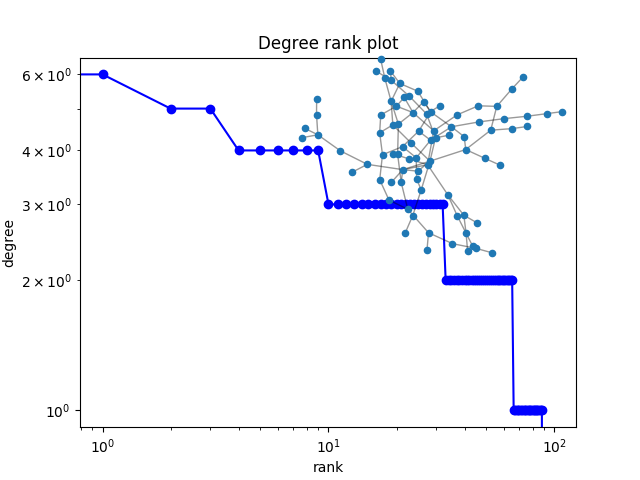 Degree rank plot
6 × 10⁰
4 × 10⁰
3 × 10⁰
2 × 10⁰
10⁰
degree
10⁰
10¹
10²
rank